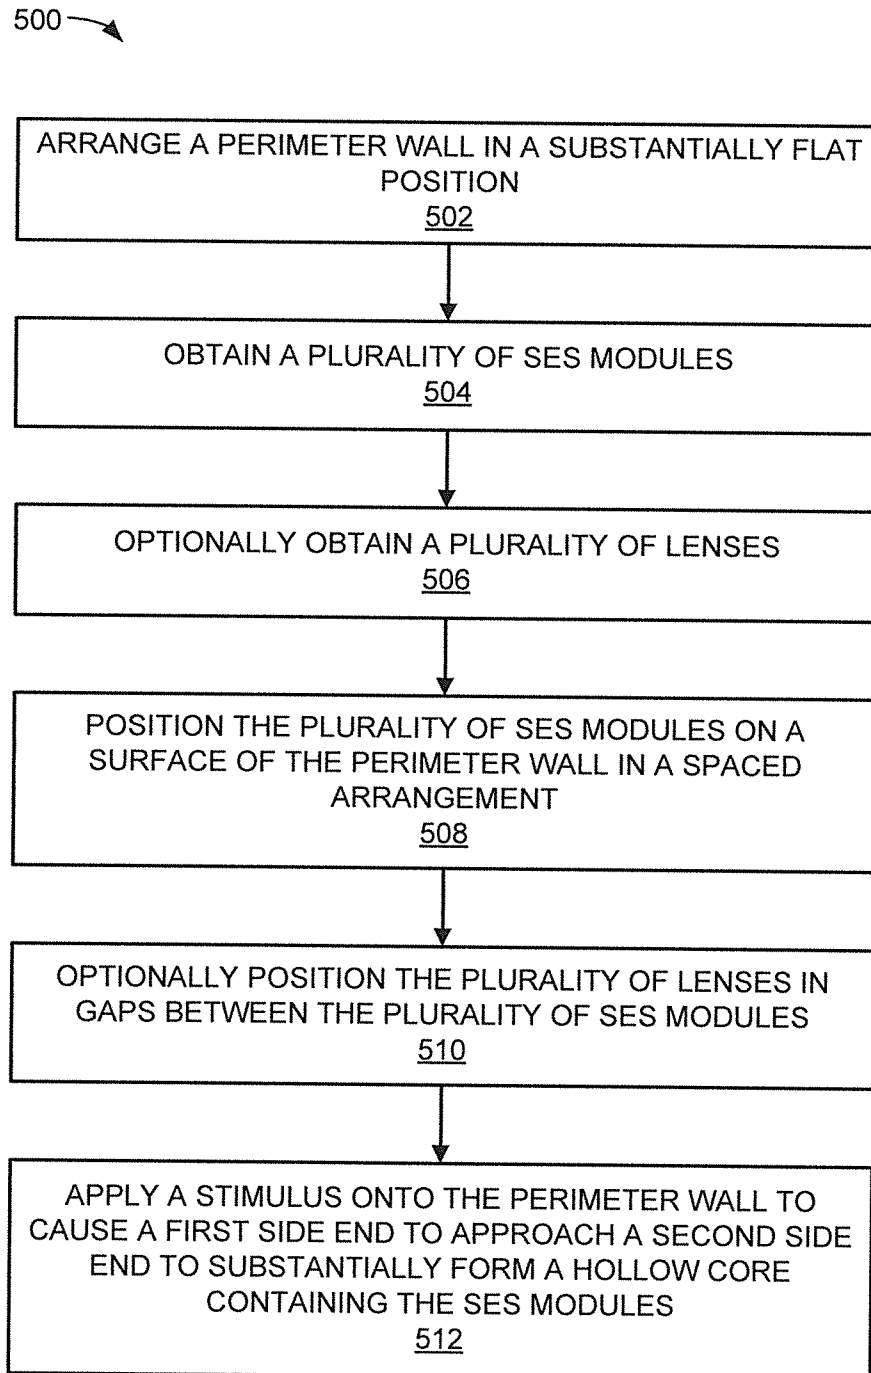 500
ARRANGE A PERIMETER WALL IN A SUBSTANTIALLY FLAT
POSITION
502
OBTAIN A PLURALITY OF SES MODULES
504
OPTIONALLY OBTAIN A PLURALITY OF LENSES
506
POSITION THE PLURALITY OF SES MODULES ON A
SURFACE OF THE PERIMETER WALL IN A SPACED
ARRANGEMENT
508
OPTIONALLY POSITION THE PLURALITY OF LENSES IN
GAPS BETWEEN THE PLURALITY OF SES MODULES
510
APPLY A STIMULUS ONTO THE PERIMETER WALL TO
CAUSE A FIRST SIDE END TO APPROACH A SECOND SIDE
END TO SUBSTANTIALLY FORM A HOLLOW CORE
CONTAINING THE SES MODULES
512